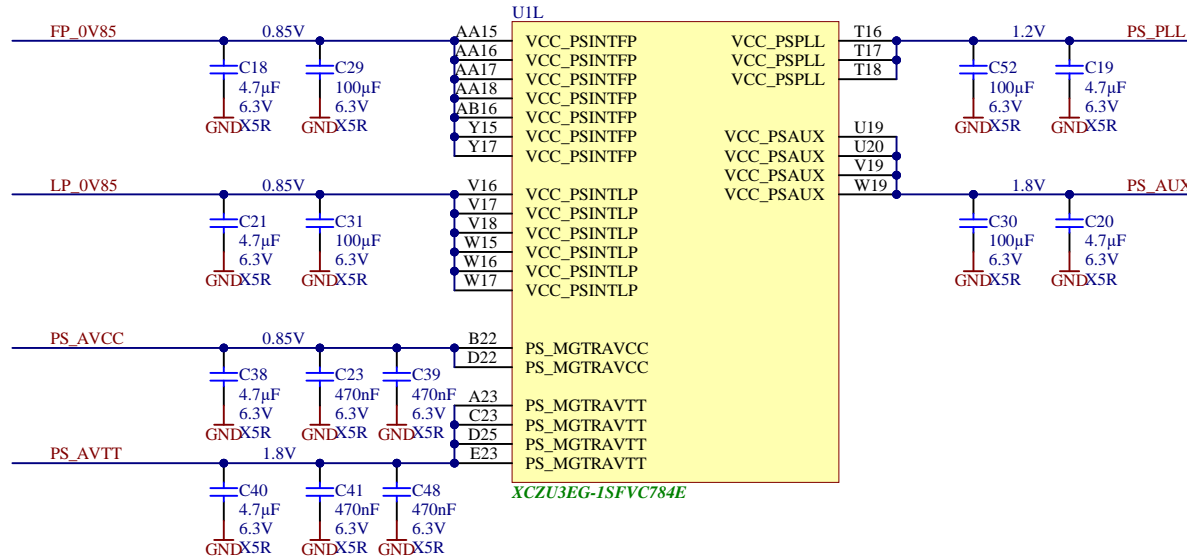 U1L
FP_0V85 0.85V AA15 VCC_PSINTFP VCC_PSPLL T16 1.2V PS_PLL
AA16 VCC_PSINTFP VCC_PSPLL T17
C18 C29 AA17 VCC_PSINTFP VCC_PSPLL T18 C52 C19
4.7µF 100µF AA18 VCC_PSINTFP 100µF 4.7µF
6.3V 6.3V AB16 VCC_PSINTFP 6.3V 6.3V
GND X5R GND X5R Y15 VCC_PSINTFP VCC_PSAUX U19 GND X5R GND X5R
Y17 VCC_PSINTFP VCC_PSAUX U20
VCC_PSAUX V19
LP_0V85 0.85V V16 VCC_PSINTLP VCC_PSAUX W19 1.8V PS_AUX
V17 VCC_PSINTLP
C21 C31 V18 VCC_PSINTLP C30 C20
4.7µF 100µF W15 VCC_PSINTLP 100µF 4.7µF
6.3V 6.3V W16 VCC_PSINTLP 6.3V 6.3V
GND X5R GND X5R W17 VCC_PSINTLP GND X5R GND X5R
PS_AVCC 0.85V B22 PS_MGTRAVCC
D22 PS_MGTRAVCC
C38 C23 C39
4.7µF 470nF 470nF A23 PS_MGTRAVTT
6.3V 6.3V 6.3V C23 PS_MGTRAVTT
GND X5R GND X5R GND X5R D25 PS_MGTRAVTT
PS_AVTT 1.8V E23 PS_MGTRAVTT
C40 C41 C48 XCZU3EG-1SFVC784E
4.7µF 470nF 470nF
6.3V 6.3V 6.3V
GND X5R GND X5R GND X5R